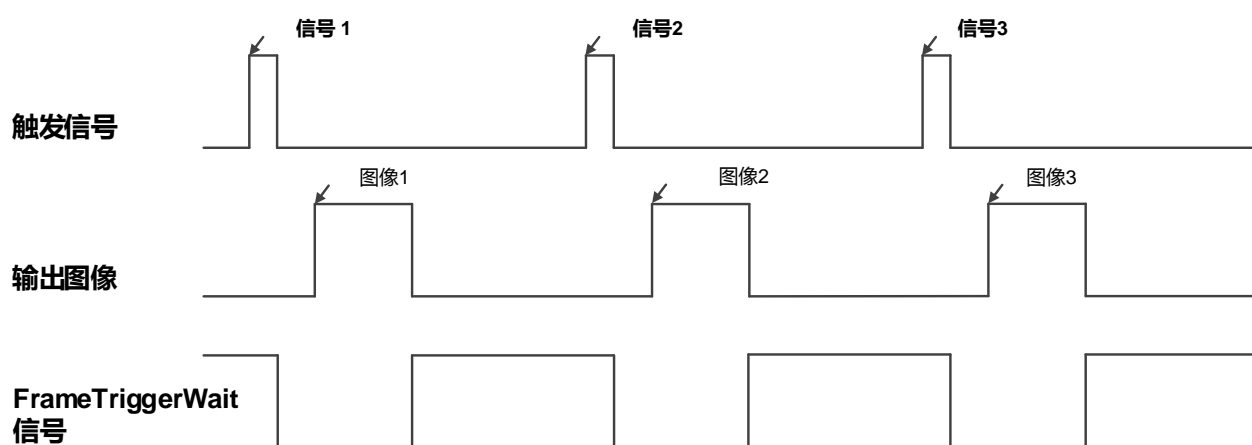 信号 1
信号2
信号3
触发信号
图像1
图像2
图像3
输出图像
FrameTriggerWait
信号